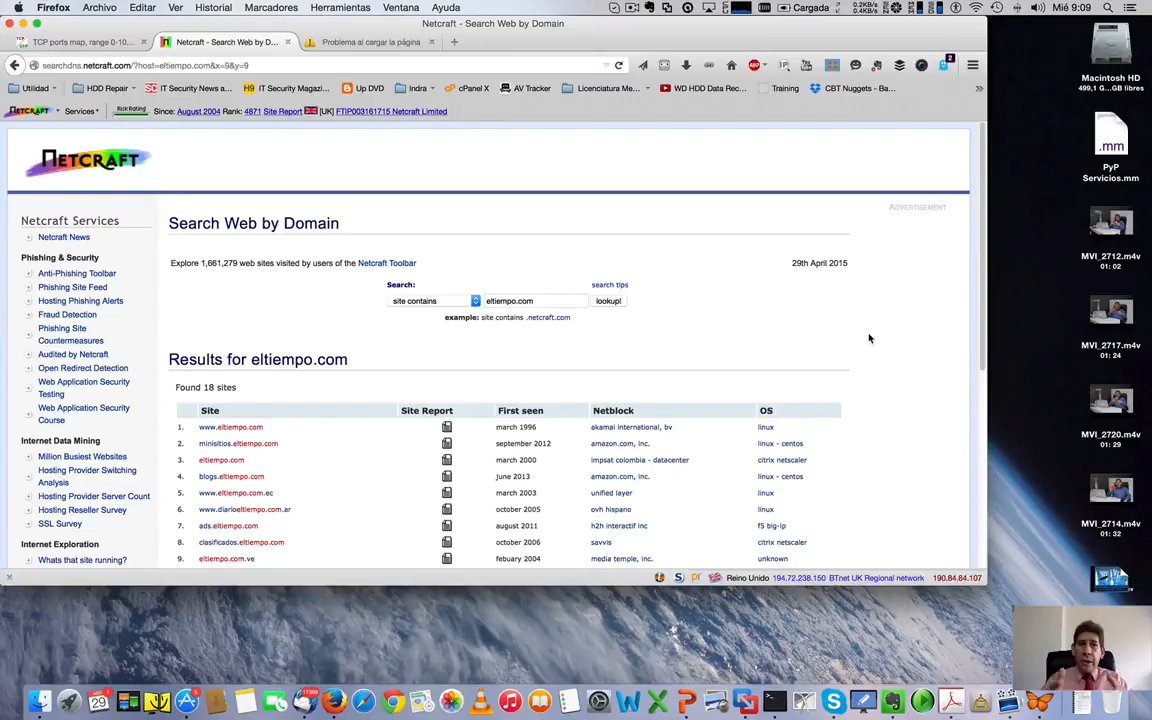 Firefox Archivo Editar Ver Historial Marcadores Herramientas Ventana Ayuda
Cargada 0.2KB/s 0.4KB/s Mié 9:09
Netcraft - Search Web by Domain
TCP ports map, range 0-10,... Netcraft - Search Web by D... Problema al cargar la página
searchdns.netcraft.com/?host=eltiempo.com&x=9&y=9
ABP 2
Utilidad HDD Repair SC IT Security News a... H9 IT Security Magazi... Up DVD Indra cPanel X AV Tracker Licenciatura Me... WD HDD Data Rec... Training CBT Nuggets - Ba...
NETCRAFT Services Risk Rating Since: August 2004 Rank: 4871 Site Report [UK] FTIP003161715 Netcraft Limited
NETCRAFT
ADVERTISEMENT
Netcraft Services
Netcraft News
Phishing & Security
Anti-Phishing Toolbar
Phishing Site Feed
Hosting Phishing Alerts
Fraud Detection
Phishing Site
Countermeasures
Audited by Netcraft
Open Redirect Detection
Web Application Security
Testing
Web Application Security
Course
Internet Data Mining
Million Busiest Websites
Hosting Provider Switching
Analysis
Hosting Provider Server Count
Hosting Reseller Survey
SSL Survey
Internet Exploration
Whats that site running?
Search Web by Domain
Explore 1,661,279 web sites visited by users of the Netcraft Toolbar 29th April 2015
Search: search tips
site contains eltiempo.com lookup!
example: site contains .netcraft.com
Results for eltiempo.com
Found 18 sites
Site Site Report First seen Netblock OS
1. www.eltiempo.com march 1996 akamai international, bv linux
2. minisitios.eltiempo.com september 2012 amazon.com, inc. linux - centos
3. eltiempo.com march 2000 impsat colombia - datacenter citrix netscaler
4. blogs.eltiempo.com june 2013 amazon.com, inc. linux - centos
5. www.eltiempo.com.ec march 2003 unified layer linux
6. www.diarioeltiempo.com.ar october 2005 ovh hispano linux
7. ads.eltiempo.com august 2011 h2h interactif inc f5 big-ip
8. clasificados.eltiempo.com october 2006 savvis citrix netscaler
9. eltiempo.com.ve febuary 2004 media temple, inc. unknown
Reino Unido 194.72.238.150 BTnet UK Regional network 190.84.84.107
Macintosh HD
499,1 G...GB libres
.mm
PyP
Servicios.mm
MVI_2712.m4v
01:02
MVI_2717.m4v
01:24
MVI_2720.m4v
01:29
MVI_2714.m4v
01:32
29 5 17369